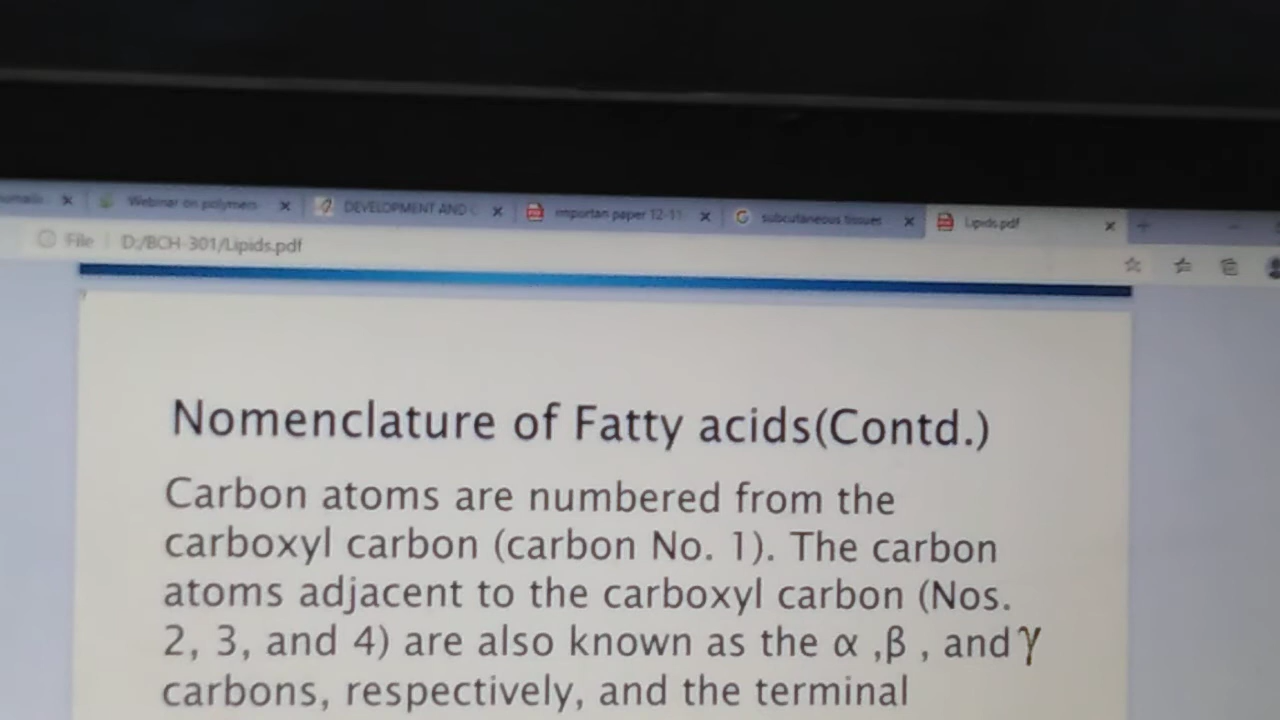 Webinar on polymers
DEVELOPMENT AND
importan paper 12-11
subcutaneous tissues
Lipids.pdf
File D:/BCH-301/Lipids.pdf
Nomenclature of Fatty acids(Contd.)
Carbon atoms are numbered from the
carboxyl carbon (carbon No. 1). The carbon
atoms adjacent to the carboxyl carbon (Nos.
2, 3, and 4) are also known as the α ,β , and γ
carbons, respectively, and the terminal